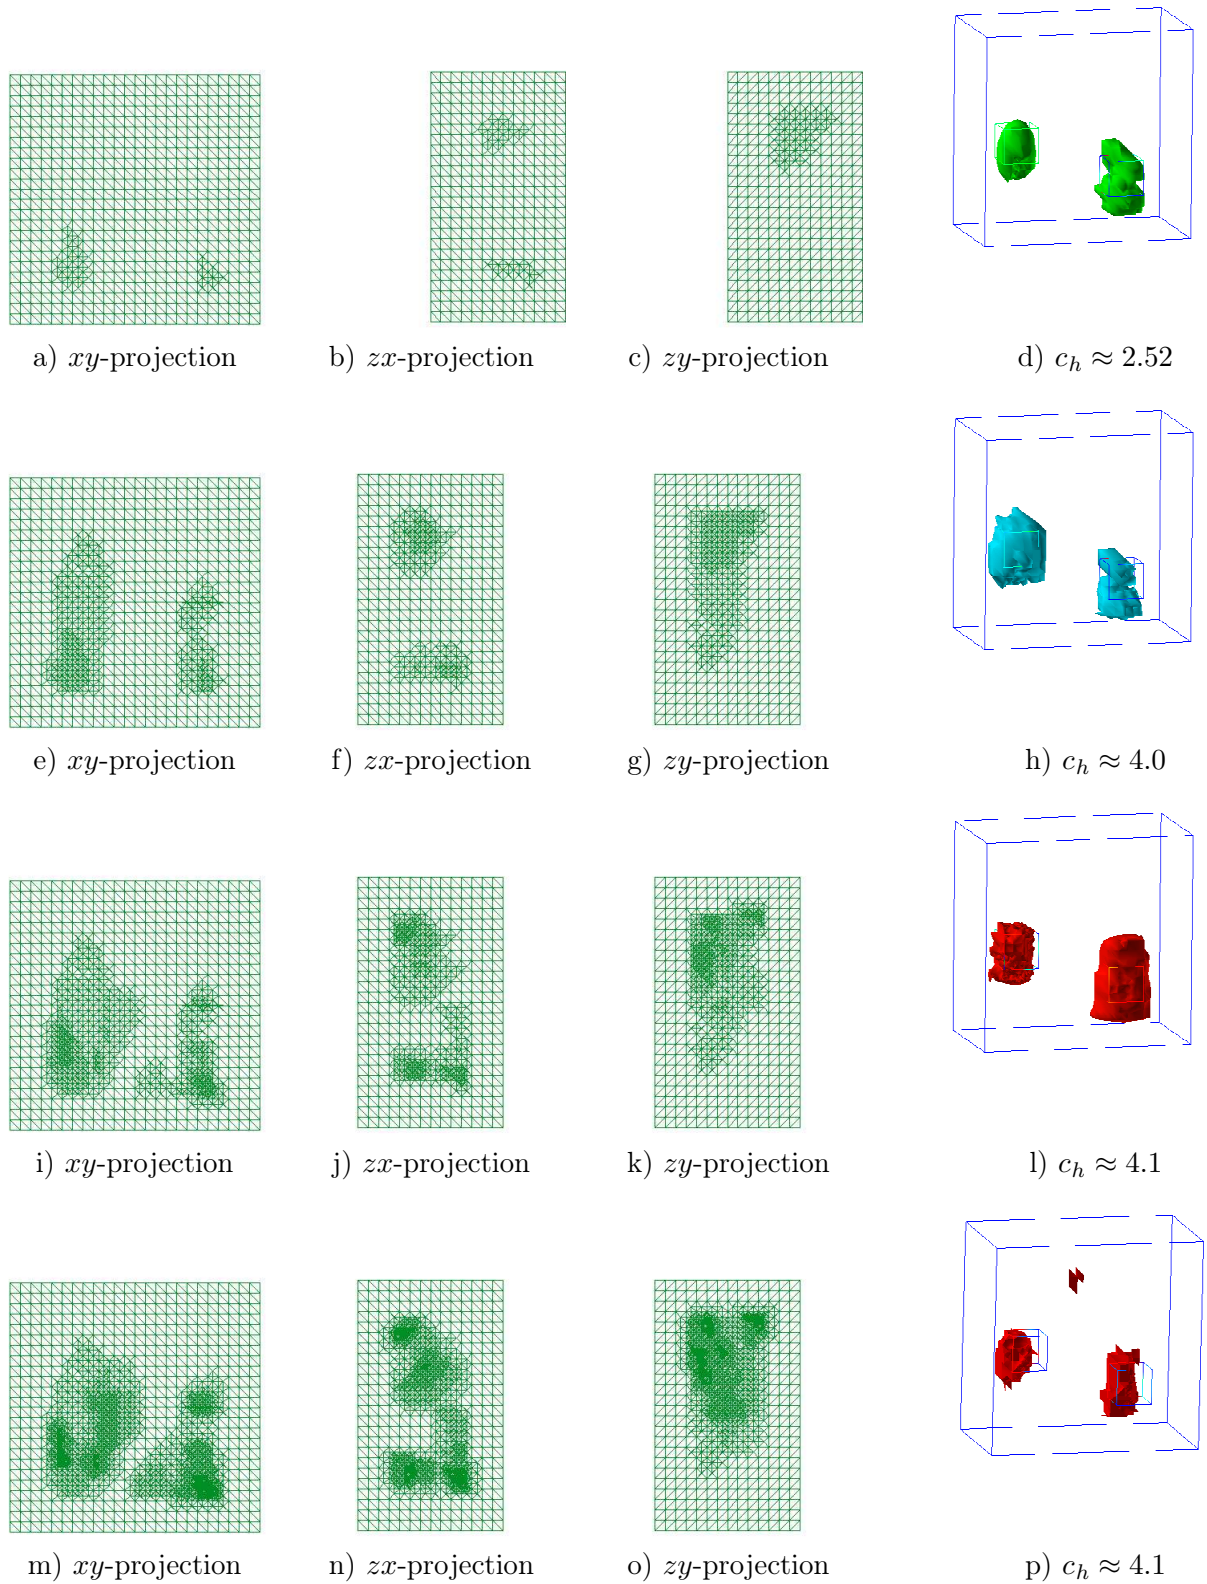 a) xy-projection b) zx-projection c) zy-projection d) c_h ≈ 2.52
e) xy-projection f) zx-projection g) zy-projection h) c_h ≈ 4.0
i) xy-projection j) zx-projection k) zy-projection l) c_h ≈ 4.1
m) xy-projection n) zx-projection o) zy-projection p) c_h ≈ 4.1